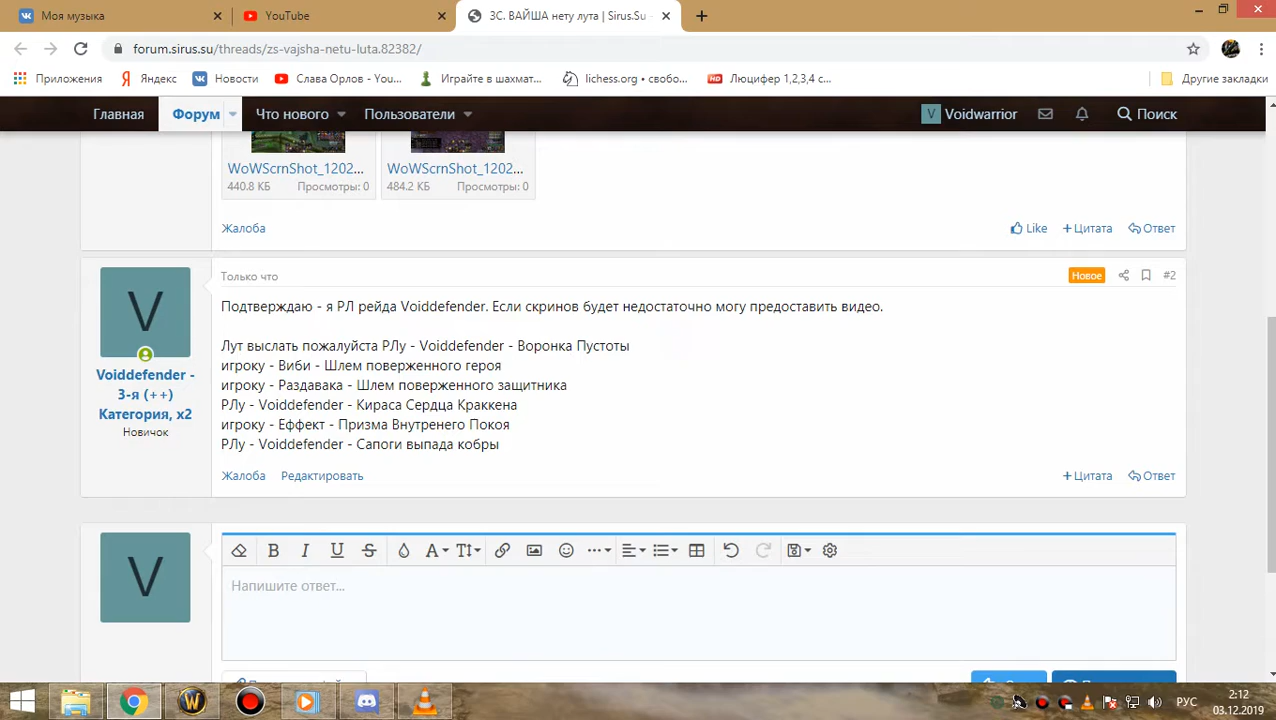 Моя музыка
YouTube
ЗС. ВАЙША нету лута | Sirus.Su
forum.sirus.su/threads/zs-vajsha-netu-luta.82382/
Приложения
Яндекс
Новости
Слава Орлов - You...
Играйте в шахмат...
lichess.org • свобо...
HD Люцифер 1,2,3,4 с...
Другие закладки
Главная
Форум
Что нового
Пользователи
V Voidwarrior
Поиск
WoWScrnShot_1202...
WoWScrnShot_1202...
440.8 КБ Просмотры: 0
484.2 КБ Просмотры: 0
Жалоба
Like
+ Цитата
Ответ
V
Voiddefender -
3-я (++)
Категория, x2
Новичок
Только что
Новое
#2
Подтверждаю - я РЛ рейда Voiddefender. Если скринов будет недостаточно могу предоставить видео.
Лут выслать пожалуйста РЛу - Voiddefender - Воронка Пустоты
игроку - Виби - Шлем поверженного героя
игроку - Раздавака - Шлем поверженного защитника
РЛу - Voiddefender - Кираса Сердца Краккена
игроку - Еффект - Призма Внутренего Покоя
РЛу - Voiddefender - Сапоги выпада кобры
Жалоба
Редактировать
+ Цитата
Ответ
V
B I U S
A
Напишите ответ...
РУС
2:12
03.12.2019